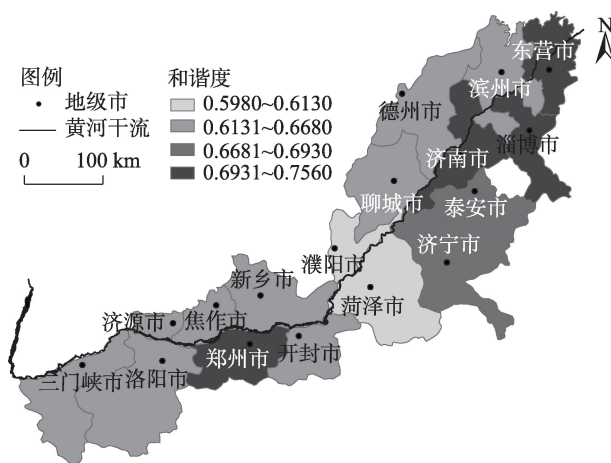 N
图例
地级市
黄河干流
0 100 km
和谐度
0.5980~0.6130
0.6131~0.6680
0.6681~0.6930
0.6931~0.7560
东营市
滨州市
德州市
淄博市
济南市
聊城市
泰安市
济宁市
濮阳市
菏泽市
新乡市
济源市
焦作市
郑州市
开封市
三门峡市
洛阳市